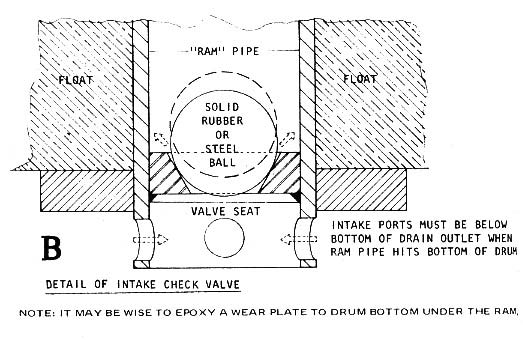 "RAM" PIPE
FLOAT
FLOAT
SOLID
RUBBER
OR
STEEL
BALL
VALVE SEAT
B
INTAKE PORTS MUST BE BELOW
BOTTOM OF DRAIN OUTLET WHEN
RAM PIPE HITS BOTTOM OF DRUM
DETAIL OF INTAKE CHECK VALVE
NOTE: IT MAY BE WISE TO EPOXY A WEAR PLATE TO DRUM BOTTOM UNDER THE RAM,